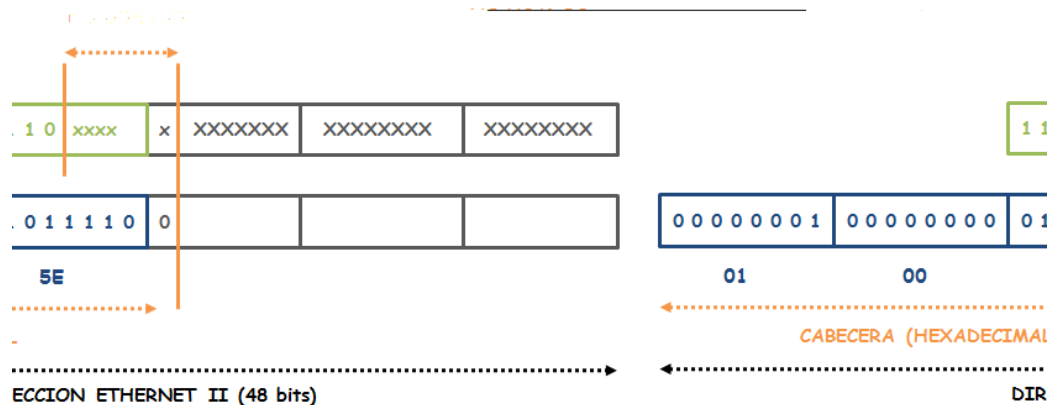 1 0 xxxx x XXXXXXX XXXXXXXX XXXXXXXX 1 1
0 1 1 1 1 0 0 0 0 0 0 0 0 0 1 0 0 0 0 0 0 0 0 0 1
5E 01 00
CABECERA (HEXADECIMAL
ECCION ETHERNET II (48 bits) DIR